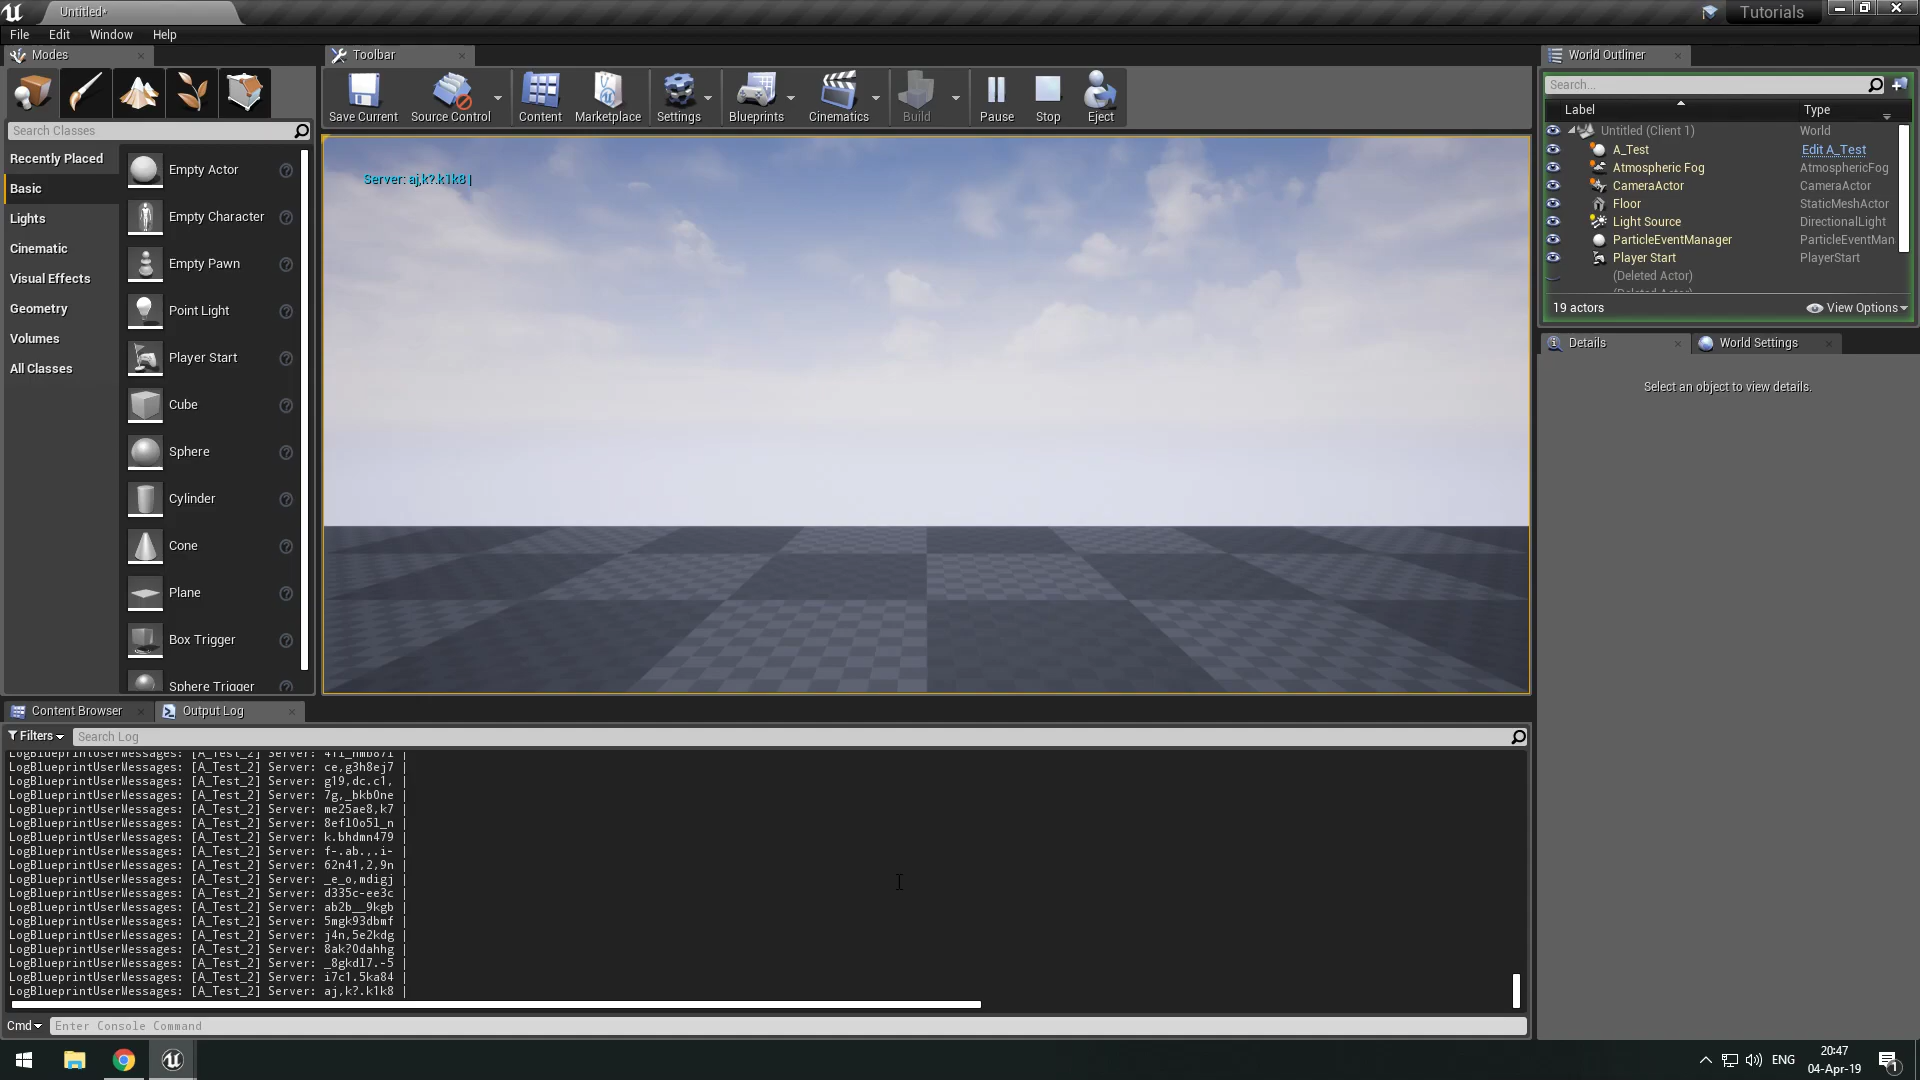 Untitled*
Tutorials
File Edit Window Help
Modes
Toolbar
World Outliner
Save Current
Source Control
Content
Marketplace
Settings
Blueprints
Cinematics
Build
Pause
Stop
Eject
Search Classes
Recently Placed
Basic
Lights
Cinematic
Visual Effects
Geometry
Volumes
All Classes
Empty Actor
Empty Character
Empty Pawn
Point Light
Player Start
Cube
Sphere
Cylinder
Cone
Plane
Box Trigger
Sphere Trigger
Server: aj,k?.k1k8 |
Search...
Label Type
Untitled (Client 1) World
A_Test Edit A_Test
Atmospheric Fog AtmosphericFog
CameraActor CameraActor
Floor StaticMeshActor
Light Source DirectionalLight
ParticleEventManager ParticleEventMan
Player Start PlayerStart
(Deleted Actor)
19 actors View Options
Details
World Settings
Select an object to view details.
Content Browser
Output Log
Filters
Search Log
LogBlueprintUserMessages: [A_Test_2] Server: ce,g3h8ej7 |
LogBlueprintUserMessages: [A_Test_2] Server: g19,dc.c1, |
LogBlueprintUserMessages: [A_Test_2] Server: 7g,_bkb0ne |
LogBlueprintUserMessages: [A_Test_2] Server: me25ae8,k7 |
LogBlueprintUserMessages: [A_Test_2] Server: 8efl0o5l_n |
LogBlueprintUserMessages: [A_Test_2] Server: k.bhdmn479 |
LogBlueprintUserMessages: [A_Test_2] Server: f-.ab.,.i- |
LogBlueprintUserMessages: [A_Test_2] Server: 62n41,2,9n |
LogBlueprintUserMessages: [A_Test_2] Server: _e_o,mdigj |
LogBlueprintUserMessages: [A_Test_2] Server: d335c-ee3c |
LogBlueprintUserMessages: [A_Test_2] Server: ab2b__9kgb |
LogBlueprintUserMessages: [A_Test_2] Server: 5mgk93dbmf |
LogBlueprintUserMessages: [A_Test_2] Server: j4n,5e2kdg |
LogBlueprintUserMessages: [A_Test_2] Server: 8ak?0dahhg |
LogBlueprintUserMessages: [A_Test_2] Server: _8gkdl7.-5 |
LogBlueprintUserMessages: [A_Test_2] Server: i7c1.5ka84 |
LogBlueprintUserMessages: [A_Test_2] Server: aj,k?.k1k8 |
Cmd
Enter Console Command
ENG
20:47
04-Apr-19
1